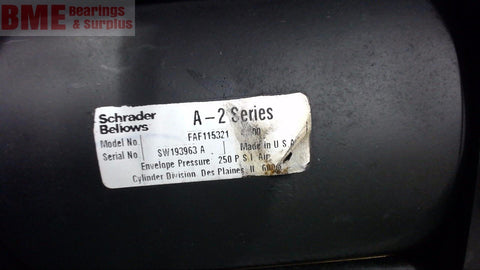 BME Bearings & Surplus
Schrader Bellows
A-2 Series
Model No. FAF115321
Serial No. SW193963 A
Made in U.S.A.
Envelope Pressure 250 P.S.I. Air
Cylinder Division, Des Plaines, Il.